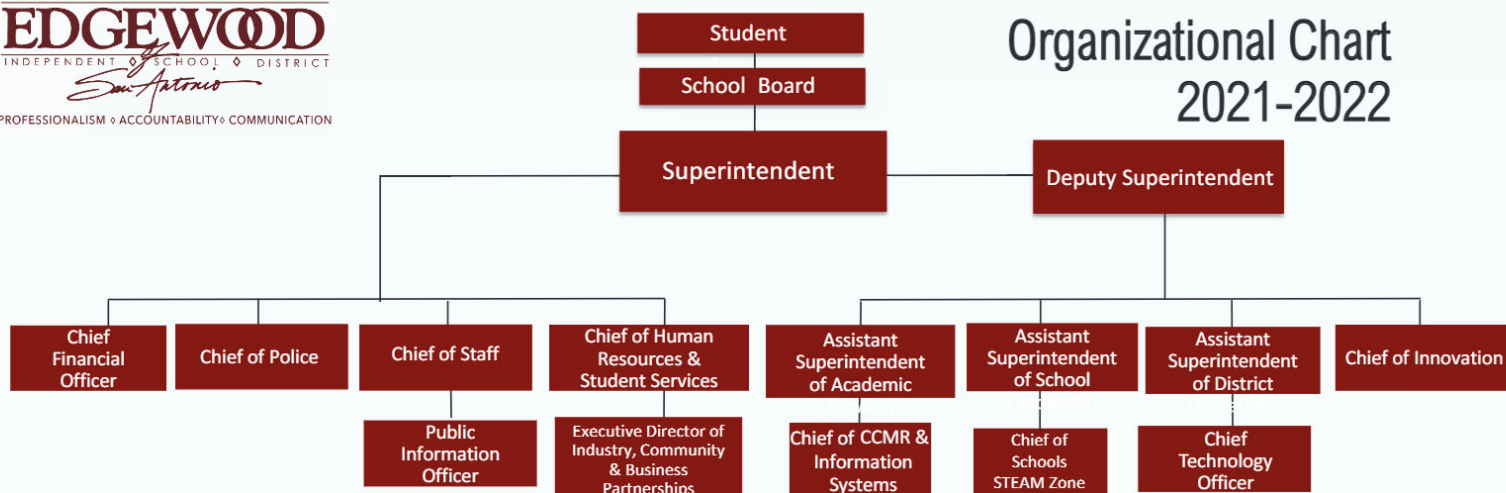 EDGEWOOD
INDEPENDENT SCHOOL DISTRICT
of
San Antonio
PROFESSIONALISM ◊ ACCOUNTABILITY◊ COMMUNICATION
Organizational Chart
2021-2022
Student
School Board
Superintendent
Deputy Superintendent
Chief
Financial
Officer
Chief of Police
Chief of Staff
Chief of Human
Resources &
Student Services
Assistant
Superintendent
of Academic
Assistant
Superintendent
of School
Assistant
Superintendent
of District
Chief of Innovation
Public
Information
Officer
Executive Director of
Industry, Community
& Business
Partnerships
Chief of CCMR &
Information
Systems
Chief of
Schools
STEAM Zone
Chief
Technology
Officer